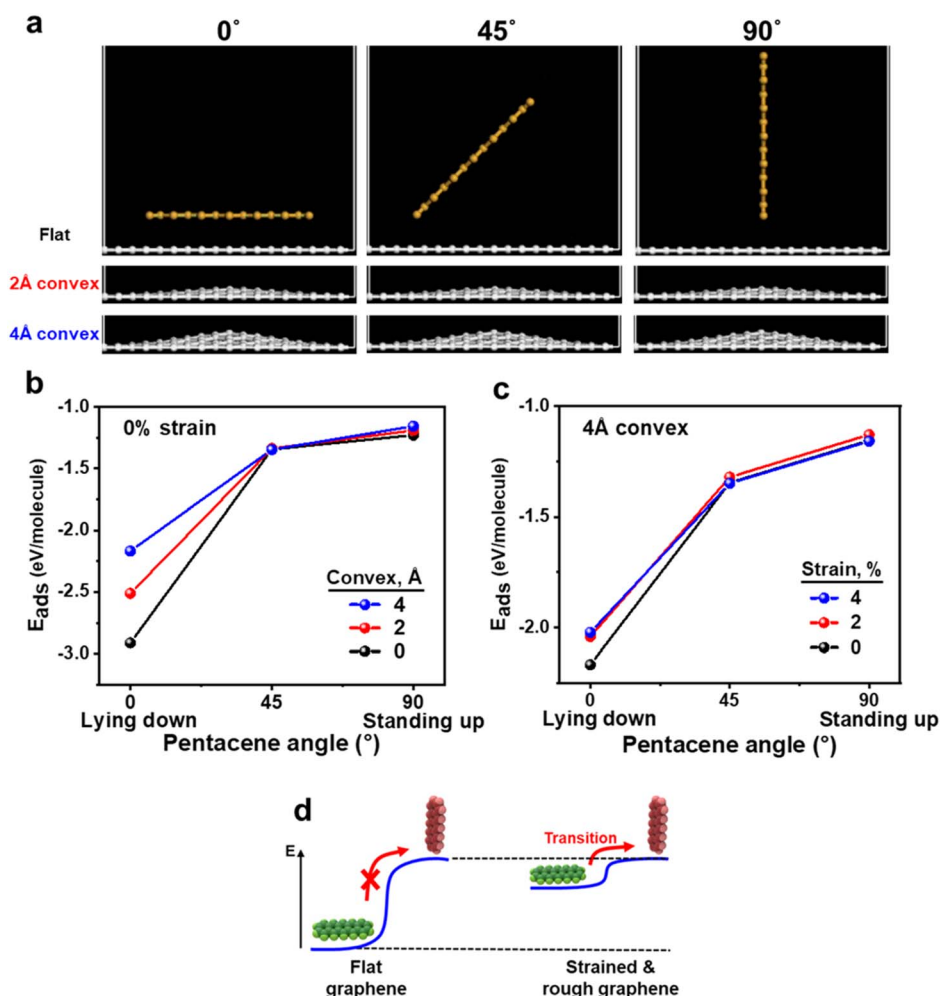 a
0° 45° 90°
Flat
2Å convex
4Å convex
b
0% strain
-1.0
-1.5
-2.0
-2.5
-3.0
Eads (eV/molecule)
Convex, Å
4
2
0
0 45 90
Lying down Standing up
Pentacene angle (°)
c
4Å convex
-1.0
-1.5
-2.0
Eads (eV/molecule)
Strain, %
4
2
0
0 45 90
Lying down Standing up
Pentacene angle (°)
d
E
Transition
Flat
graphene
Strained &
rough graphene